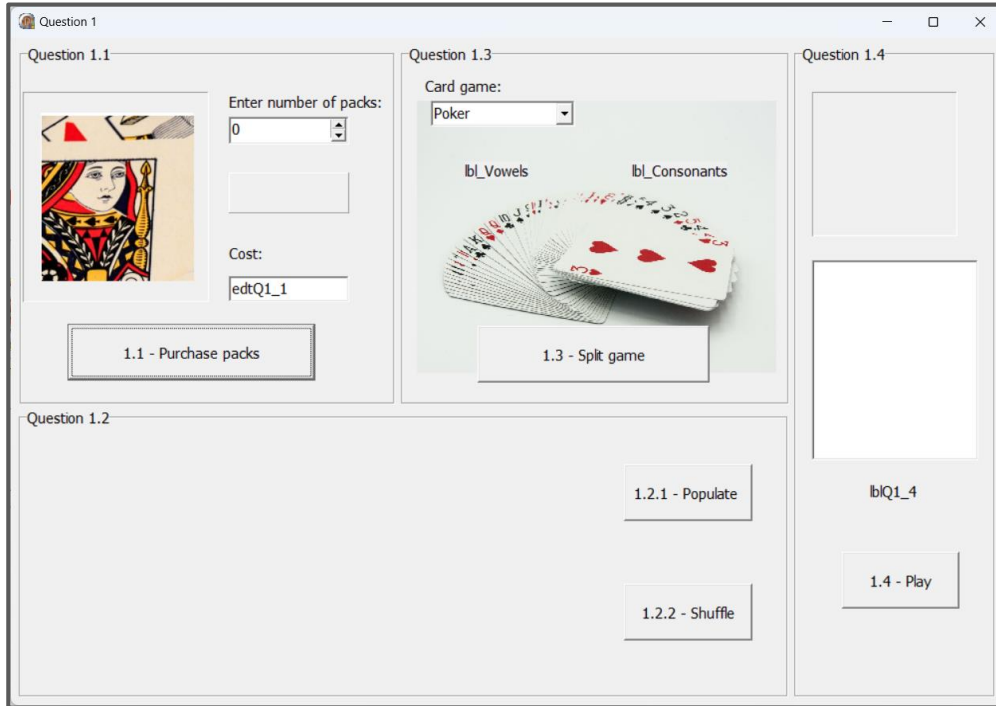 Question 1
Question 1.1
Enter number of packs:
0
Cost:
edtQ1_1
1.1 - Purchase packs
Question 1.3
Card game:
Poker
lbl_Vowels
lbl_Consonants
1.3 - Split game
Question 1.2
1.2.1 - Populate
1.2.2 - Shuffle
Question 1.4
lblQ1_4
1.4 - Play